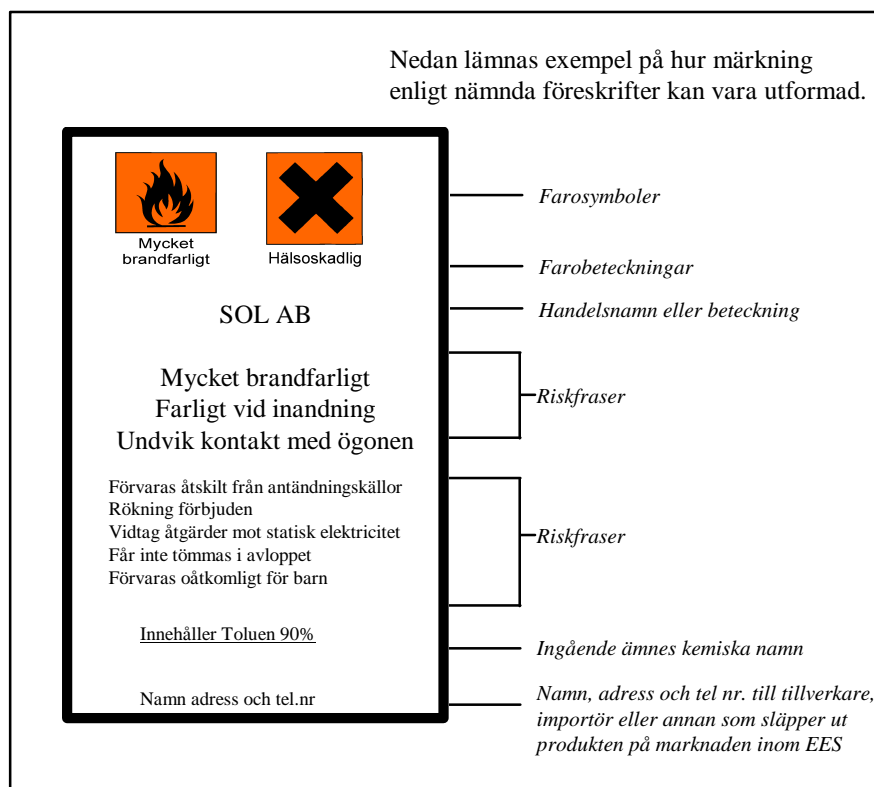 Nedan lämnas exempel på hur märkning
enligt nämnda föreskrifter kan vara utformad.
Mycket
brandfarligt
Hälsoskadlig
SOL AB
Mycket brandfarligt
Farligt vid inandning
Undvik kontakt med ögonen
Förvaras åtskilt från antändningskällor
Rökning förbjuden
Vidtag åtgärder mot statisk elektricitet
Får inte tömmas i avloppet
Förvaras oåtkomligt för barn
Innehåller Toluen 90%
Namn adress och tel.nr
Farosymboler
Farobeteckningar
Handelsnamn eller beteckning
Riskfraser
Riskfraser
Ingående ämnes kemiska namn
Namn, adress och tel nr. till tillverkare,
importör eller annan som släpper ut
produkten på marknaden inom EES